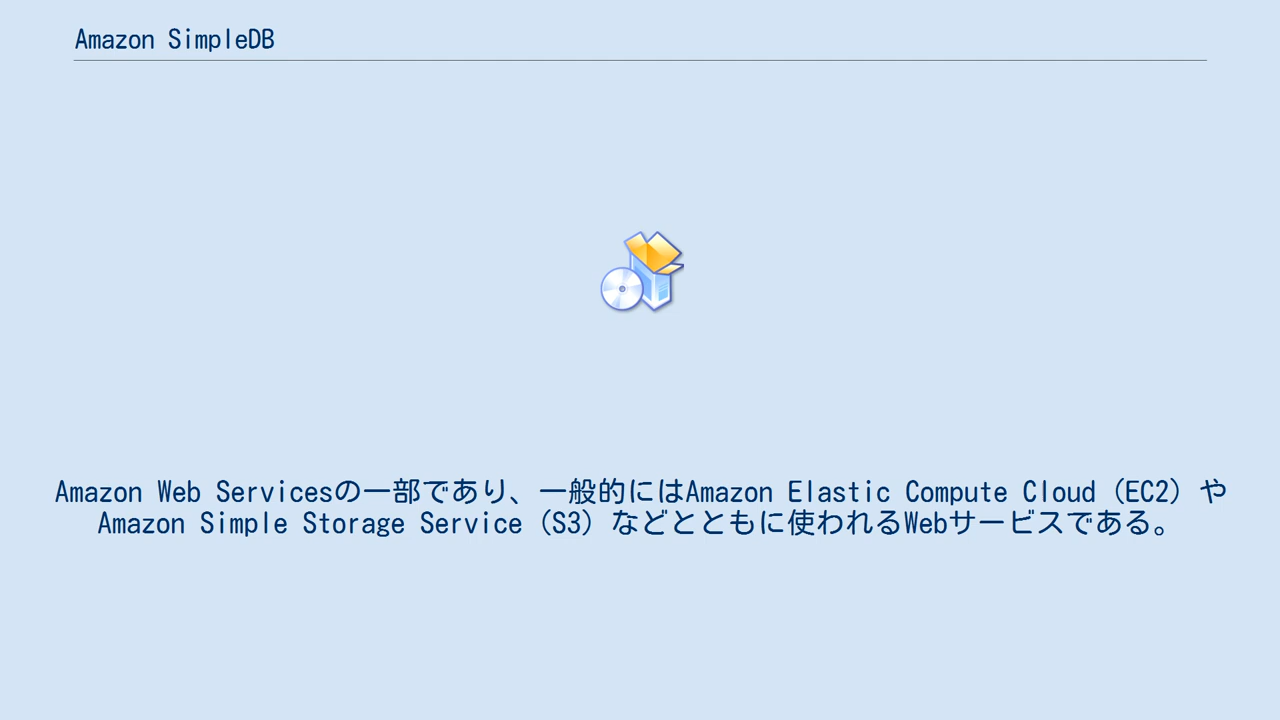 Amazon SimpleDB
Amazon Web Servicesの一部であり、一般的にはAmazon Elastic Compute Cloud（EC2）や
Amazon Simple Storage Service（S3）などとともに使われるWebサービスである。